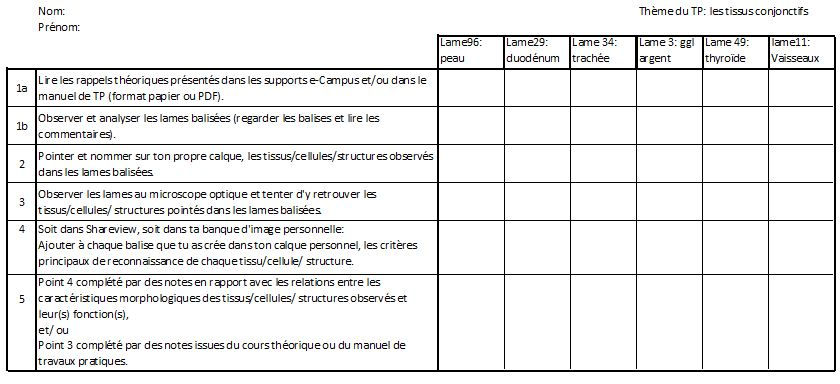 Nom:
Thème du TP: les tissus conjonctifs
Prénom:
Lame96: peau
Lame29: duodénum
Lame 34: trachée
Lame 3: ggl argent
Lame 49: thyroïde
lame11: Vaisseaux
1a
Lire les rappels théoriques présentés dans les supports e-Campus et/ou dans le
manuel de TP (format papier ou PDF).
1b
Observer et analyser les lames balisées (regarder les balises et lire les
commentaires).
2
Pointer et nommer sur ton propre calque, les tissus/cellules/structures observés
dans les lames balisées.
3
Observer les lames au microscope optique et tenter d'y retrouver les
tissus/cellules/ structures pointés dans les lames balisées.
4
Soit dans Shareview, soit dans ta banque d'image personnelle:
Ajouter à chaque balise que tu as crée dans ton calque personnel, les critères
principaux de reconnaissance de chaque tissu/cellule/ structure.
5
Point 4 complété par des notes en rapport avec les relations entre les
caractéristiques morphologiques des tissus/cellules/ structures observés et
leur(s) fonction(s),
et/ ou
Point 3 complété par des notes issues du cours théorique ou du manuel de
travaux pratiques.